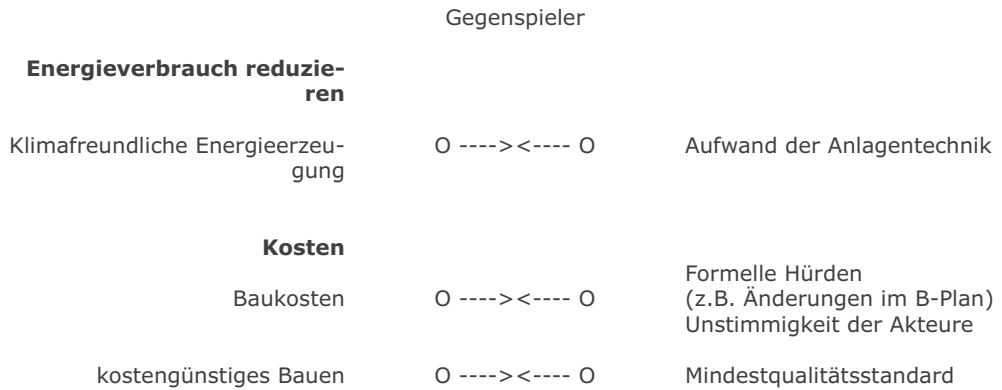 Gegenspieler
Energieverbrauch reduzie-
ren
Klimafreundliche Energieerzeu-
gung
O ----><---- O
Aufwand der Anlagentechnik
Kosten
Baukosten
O ----><---- O
Formelle Hürden
(z.B. Änderungen im B-Plan)
Unstimmigkeit der Akteure
kostengünstiges Bauen
O ----><---- O
Mindestqualitätsstandard